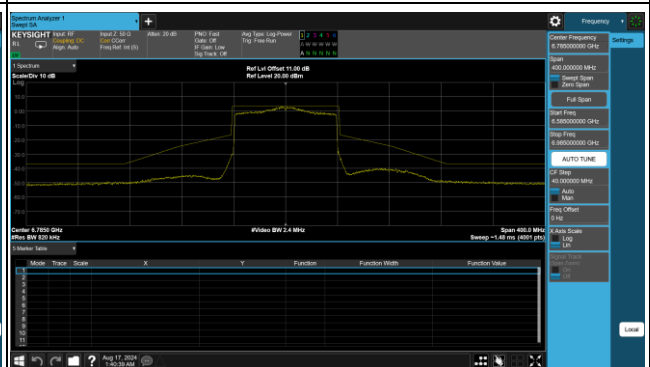 Spectrum Analyzer 1
Swept SA
Frequency
KEYSIGHT Input: RF Input Z: 50 Ω Atten: 20 dB PNO: Fast Avg Type: Log-Power 1 2 3 4 5 6
RL Coupling: DC Corr CCorr Gate: Off Trig: Free Run A W W W W W
Align: Auto Freq Ref: Int (S) IF Gain: Low
Sig Track: Off A N N N N N
Center Frequency
6.785000000 GHz
Settings
1 Spectrum
Ref Lvl Offset 11.00 dB
Scale/Div 10 dB Ref Level 20.00 dBm
Log
10.0
0.00
Span
400.000000 MHz
Swept Span
Zero Span
Full Span
Start Freq
6.585000000 GHz
Stop Freq
6.985000000 GHz
AUTO TUNE
CF Step
40.000000 MHz
Auto
Man
Freq Offset
0 Hz
X Axis Scale
Log
Lin
Signal Track
(Span Zoom)
On
Off
Local
Center 6.7850 GHz #Video BW 2.4 MHz Span 400.0 MHz
#Res BW 820 kHz Sweep ~1.48 ms (4001 pts)
5 Marker Table
Mode Trace Scale X Y Function Function Width Function Value
1
2
3
4
5
6
7
8
9
10
11
Aug 17, 2024
1:40:39 AM